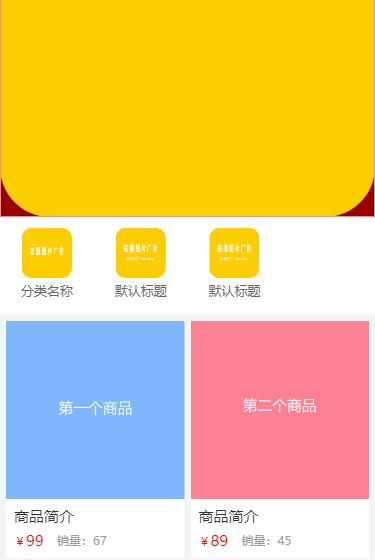 轮播图片广告
轮播图片广告
轮播图片广告
分类名称
默认标题
默认标题
第一个商品
第二个商品
商品简介
商品简介
¥99 销量：67
¥89 销量：45